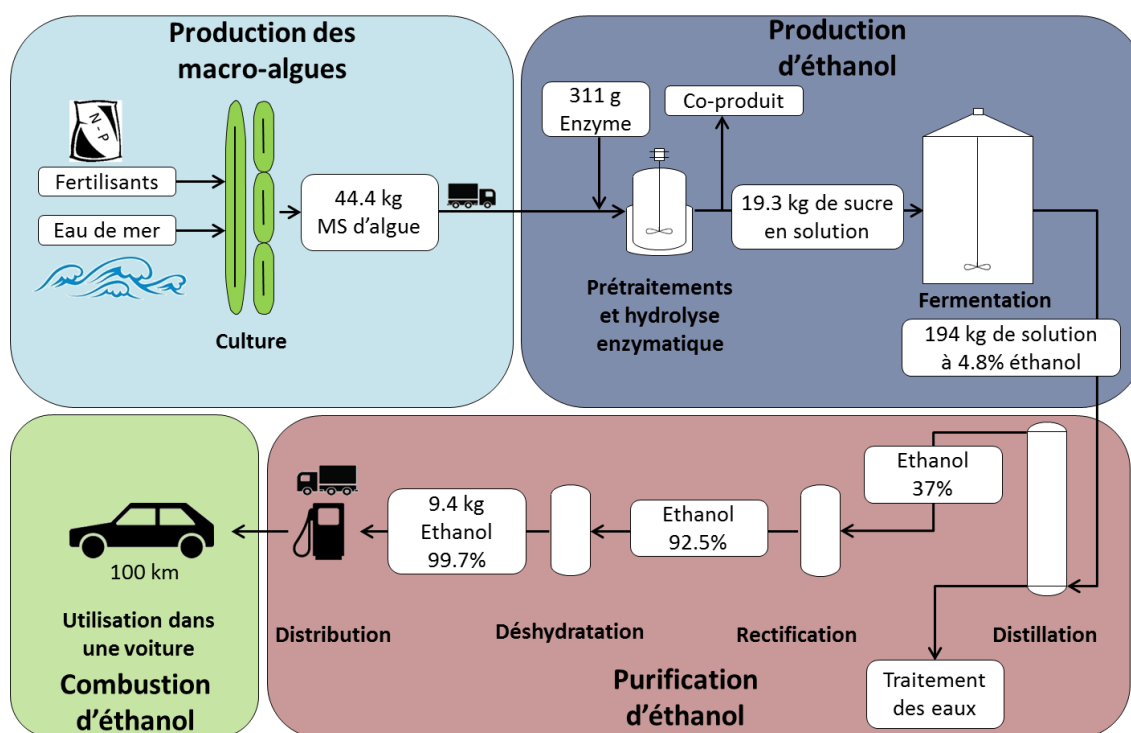 Production des
macro-algues
N-P
Fertilisants
Eau de mer
Culture
44.4 kg
MS d'algue
Production
d'éthanol
311 g
Enzyme
Co-produit
19.3 kg de sucre
en solution
Prétraitements
et hydrolyse
enzymatique
Fermentation
194 kg de solution
à 4.8% éthanol
Ethanol
37%
Ethanol
92.5%
9.4 kg
Ethanol
99.7%
Distillation
Rectification
Déshydratation
Distribution
Traitement
des eaux
Purification
d'éthanol
100 km
Utilisation dans
une voiture
Combustion
d'éthanol